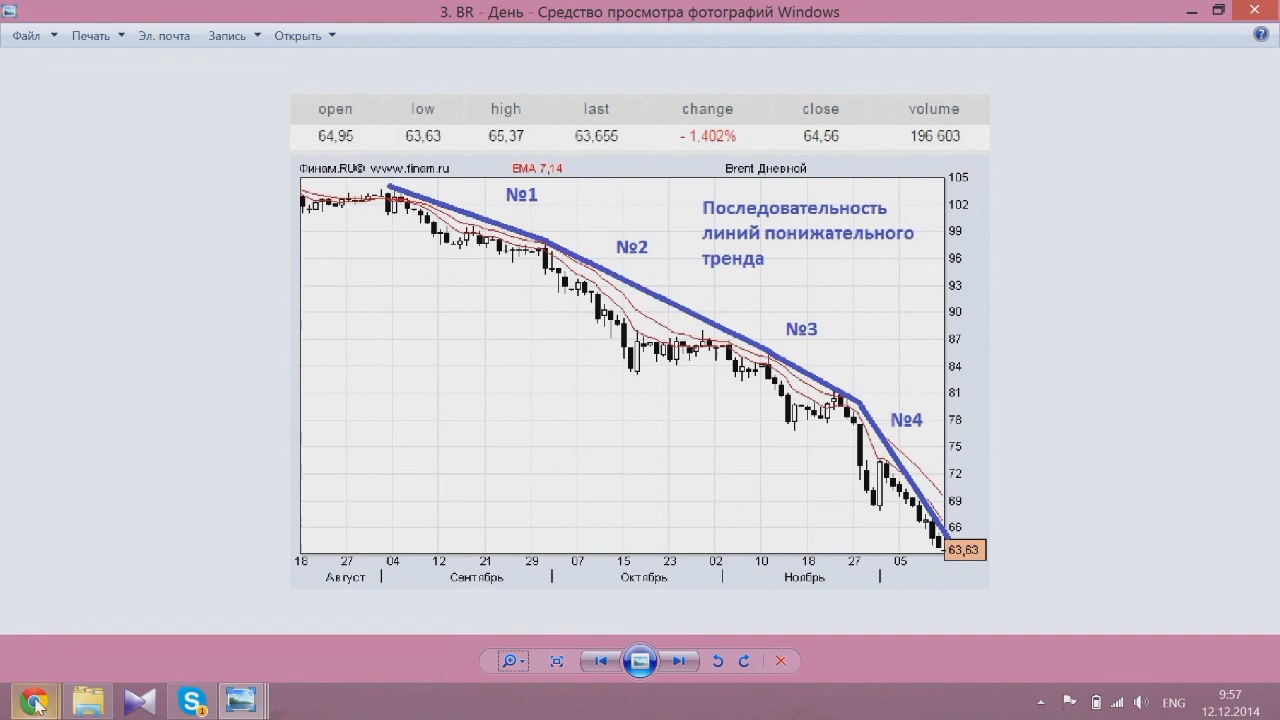 3. BR - День - Средство просмотра фотографий Windows
Файл Печать Эл. почта Запись Открыть
open low high last change close volume
64,95 63,63 65,37 63,655 - 1,402% 64,56 196 603
Финам.RU© www.finam.ru EMA 7,14 Brent Дневной
105
№1
102
Последовательность
линий понижательного
тренда
99
№2
96
93
90
№3
87
84
81
№4
78
75
72
69
66
63,63
18 27 04 12 21 29 07 15 23 02 10 18 27 05
Август Сентябрь Октябрь Ноябрь
1
ENG
9:57
12.12.2014